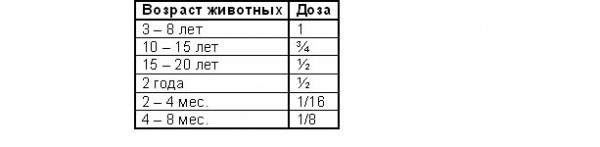 Возраст животных Доза
3 – 8 лет 1
10 – 15 лет ¾
15 – 20 лет ½
2 года ½
2 – 4 мес. 1/16
4 – 8 мес. 1/8